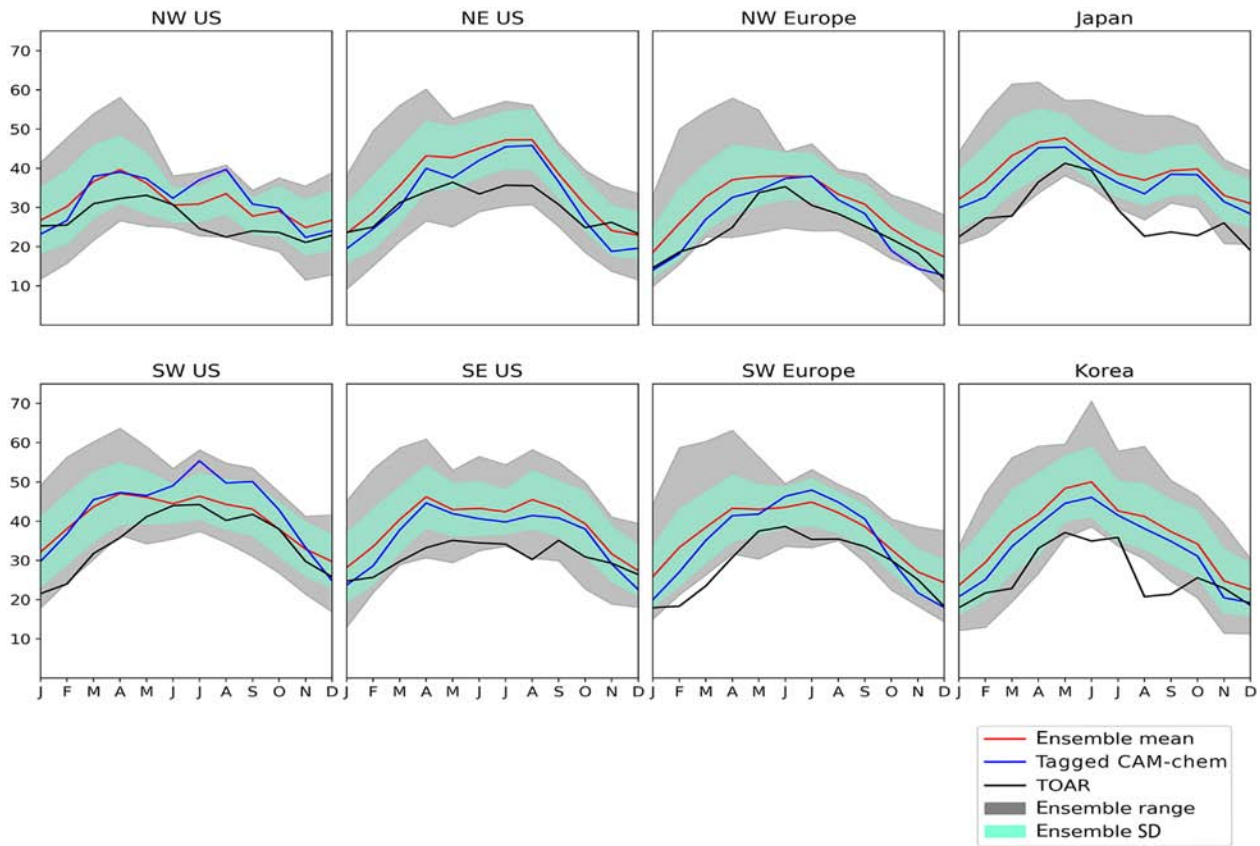 NW US NE US NW Europe Japan
70
60
50
40
30
20
10
SW US SE US SW Europe Korea
70
60
50
40
30
20
10
J F M A M J J A S O N D J F M A M J J A S O N D J F M A M J J A S O N D J F M A M J J A S O N D
Ensemble mean
Tagged CAM-chem
TOAR
Ensemble range
Ensemble SD